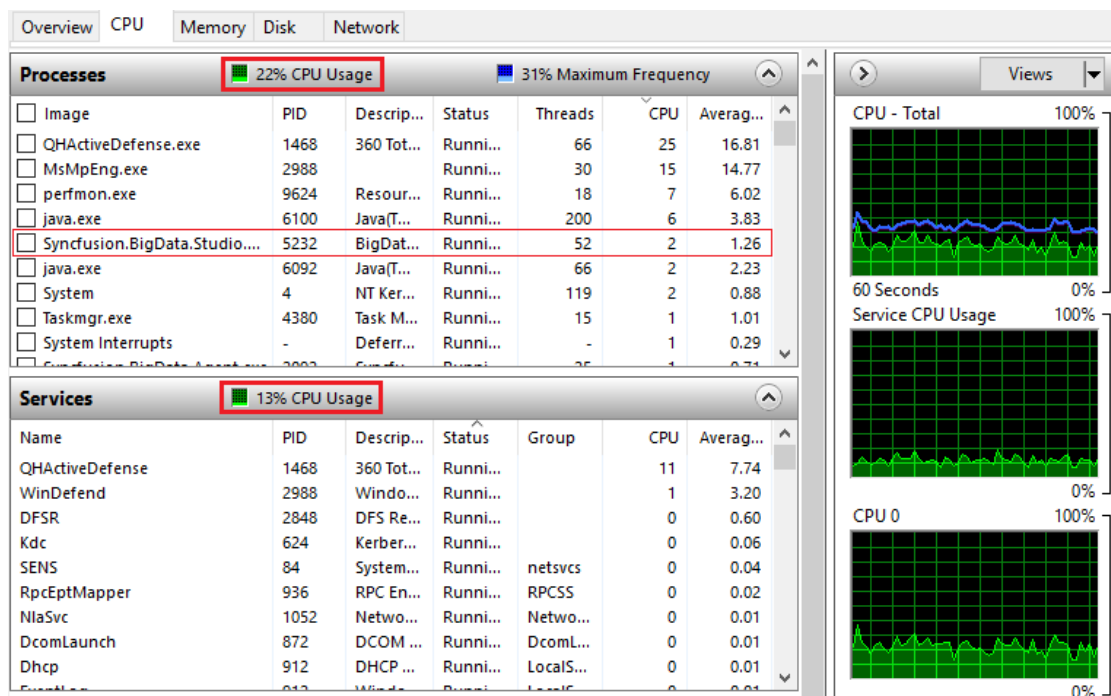 Overview CPU Memory Disk Network
Processes 22% CPU Usage 31% Maximum Frequency
Image PID Descrip... Status Threads CPU Averag...
QHActiveDefense.exe 1468 360 Tot... Runni... 66 25 16.81
MsMpEng.exe 2988 Runni... 30 15 14.77
perfmon.exe 9624 Resour... Runni... 18 7 6.02
java.exe 6100 Java(T... Runni... 200 6 3.83
Syncfusion.BigData.Studio.... 5232 BigDat... Runni... 52 2 1.26
java.exe 6092 Java(T... Runni... 66 2 2.23
System 4 NT Ker... Runni... 119 2 0.88
Taskmgr.exe 4380 Task M... Runni... 15 1 1.01
System Interrupts - Deferr... Runni... - 1 0.29
Services 13% CPU Usage
Name PID Descrip... Status Group CPU Averag...
QHActiveDefense 1468 360 Tot... Runni... 11 7.74
WinDefend 2988 Windo... Runni... 1 3.20
DFSR 2848 DFS Re... Runni... 0 0.60
Kdc 624 Kerber... Runni... 0 0.06
SENS 84 System... Runni... netsvcs 0 0.04
RpcEptMapper 936 RPC En... Runni... RPCSS 0 0.02
NlaSvc 1052 Netwo... Runni... Netwo... 0 0.01
DcomLaunch 872 DCOM ... Runni... DcomL... 0 0.01
Dhcp 912 DHCP ... Runni... LocalS... 0 0.01
Views
CPU - Total 100%
60 Seconds 0%
Service CPU Usage 100%
0%
CPU 0 100%
0%